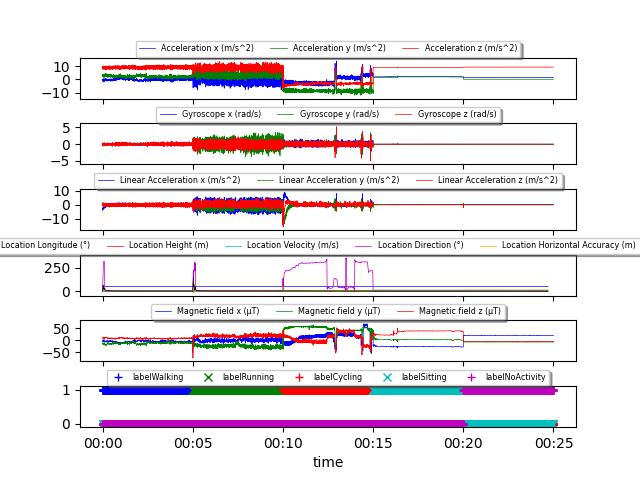 Acceleration x (m/s^2) Acceleration y (m/s^2) Acceleration z (m/s^2)
10
0
−10
Gyroscope x (rad/s) Gyroscope y (rad/s) Gyroscope z (rad/s)
5
0
−5
Linear Acceleration x (m/s^2) Linear Acceleration y (m/s^2) Linear Acceleration z (m/s^2)
10
0
−10
Location Longitude (°) Location Height (m) Location Velocity (m/s) Location Direction (°) Location Horizontal Accuracy (m)
250
0
Magnetic field x (µT) Magnetic field y (µT) Magnetic field z (µT)
50
0
−50
labelWalking labelRunning labelCycling labelSitting labelNoActivity
1
0
00:00 00:05 00:10 00:15 00:20 00:25
time